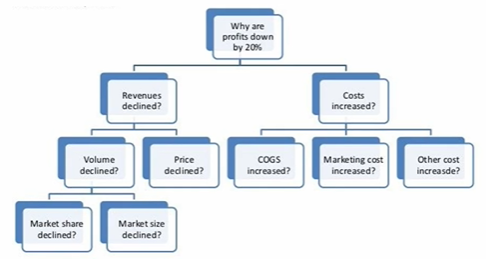 Why are
profits down
by 20%
Revenues
declined?
Costs
increased?
Volume
declined?
Price
declined?
COGS
increased?
Marketing cost
increased?
Other cost
increasde?
Market share
declined?
Market size
declined?